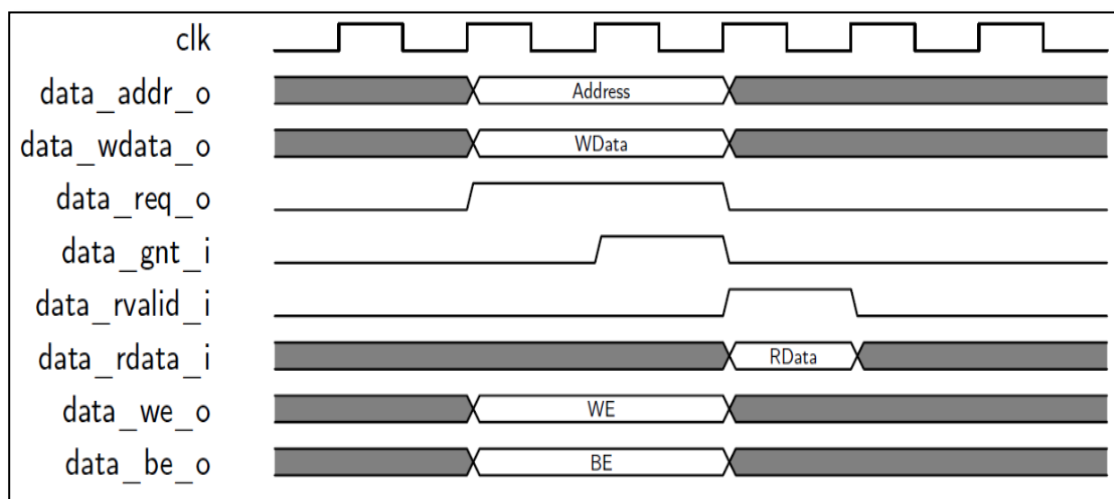 clk
data_addr_o Address
data_wdata_o WData
data_req_o
data_gnt_i
data_rvalid_i
data_rdata_i RData
data_we_o WE
data_be_o BE